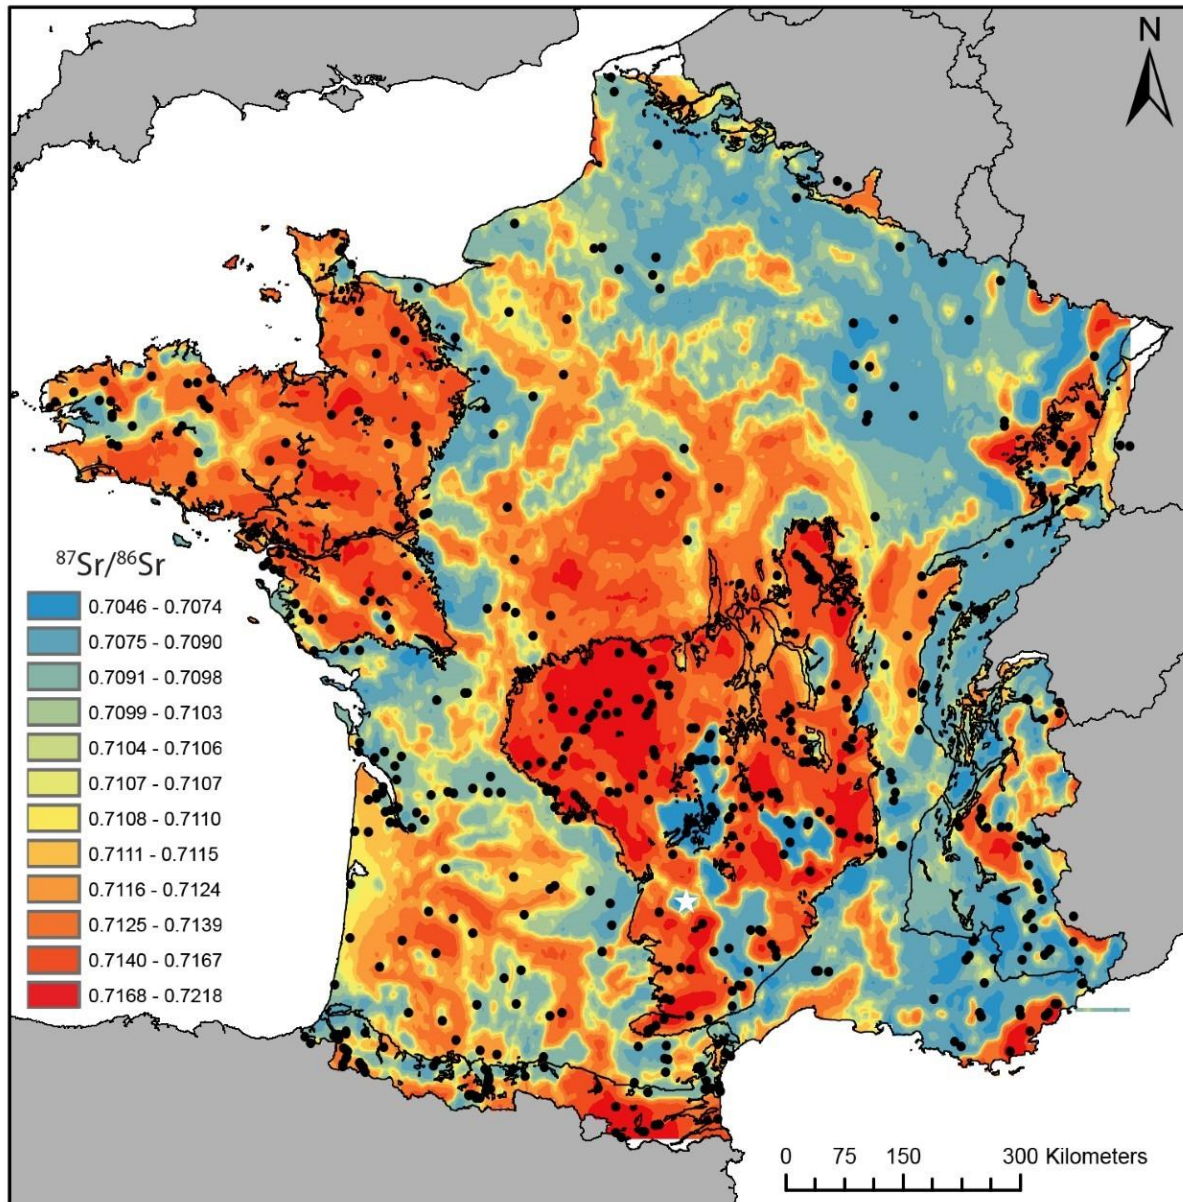 N
⁸⁷Sr/⁸⁶Sr
0.7046 - 0.7074
0.7075 - 0.7090
0.7091 - 0.7098
0.7099 - 0.7103
0.7104 - 0.7106
0.7107 - 0.7107
0.7108 - 0.7110
0.7111 - 0.7115
0.7116 - 0.7124
0.7125 - 0.7139
0.7140 - 0.7167
0.7168 - 0.7218
0 75 150 300 Kilometers